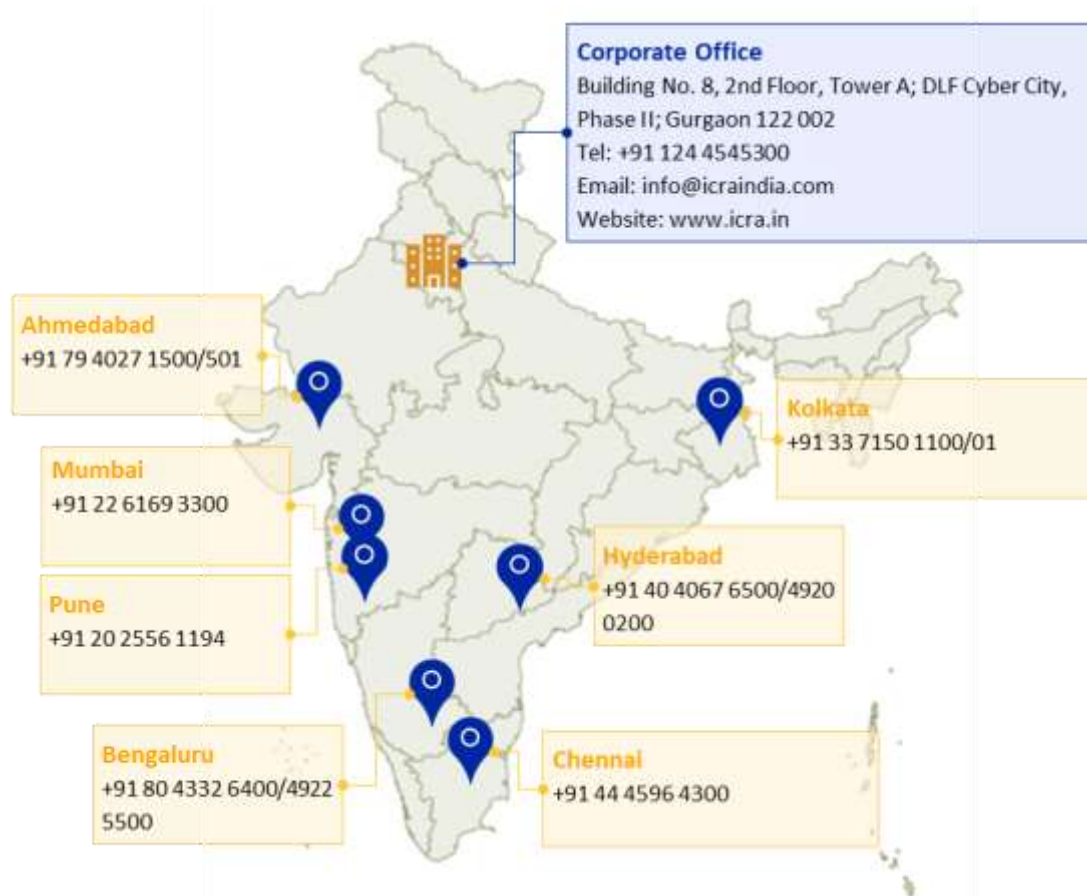 Corporate Office
Building No. 8, 2nd Floor, Tower A; DLF Cyber City,
Phase II; Gurgaon 122 002
Tel: +91 124 4545300
Email: info@icraindia.com
Website: www.icra.in
Ahmedabad
+91 79 4027 1500/501
Kolkata
+91 33 7150 1100/01
Mumbai
+91 22 6169 3300
Hyderabad
+91 40 4067 6500/4920
0200
Pune
+91 20 2556 1194
Bengaluru
+91 80 4332 6400/4922
5500
Chennai
+91 44 4596 4300